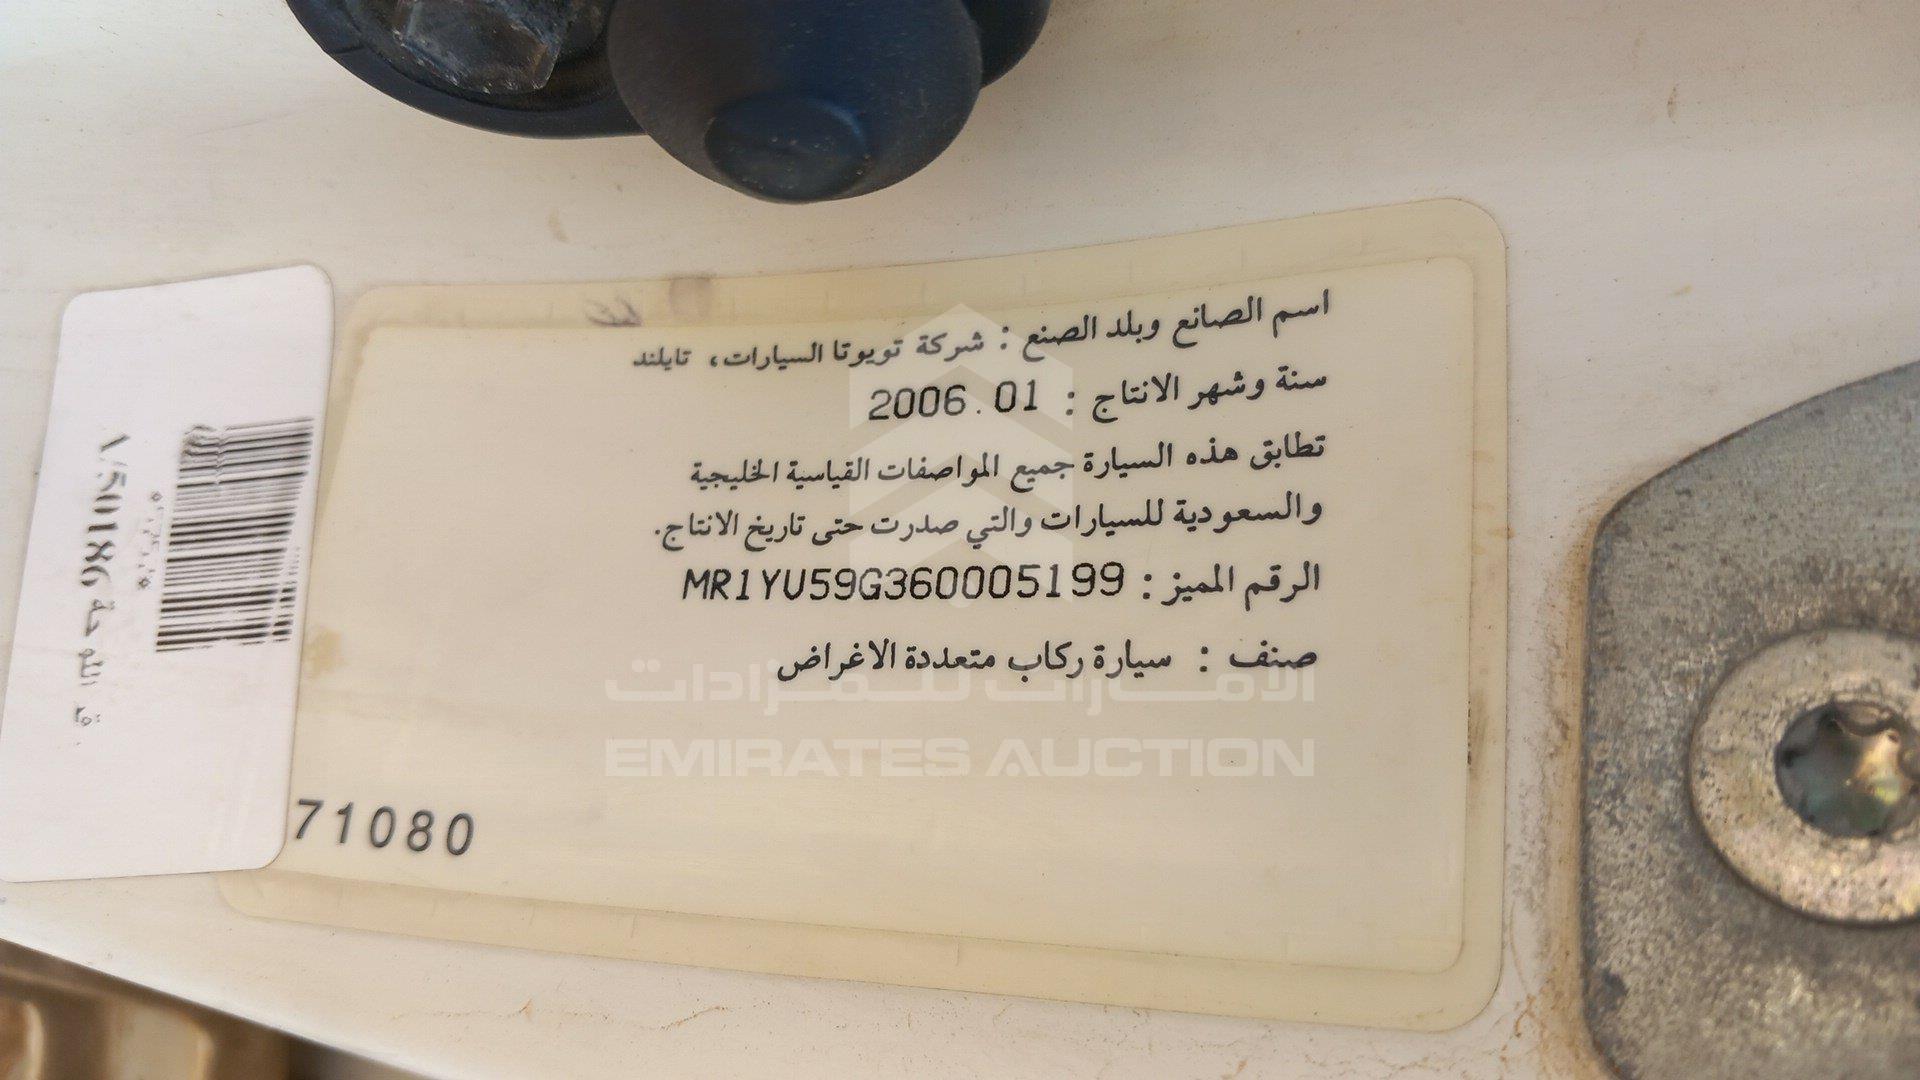 اسم الصانع وبلد الصنع : شركة تويوتا السيارات، تايلند
سنة وشهر الانتاج : 2006.01
تطابق هذه السيارة جميع المواصفات القياسية الخليجية
والسعودية للسيارات والتي صدرت حتى تاريخ الانتاج.
الرقم المميز : MR1YU59G360005199
صنف : سيارة ركاب متعددة الاغراض
الامارات للمزادات
EMIRATES AUCTION
71080